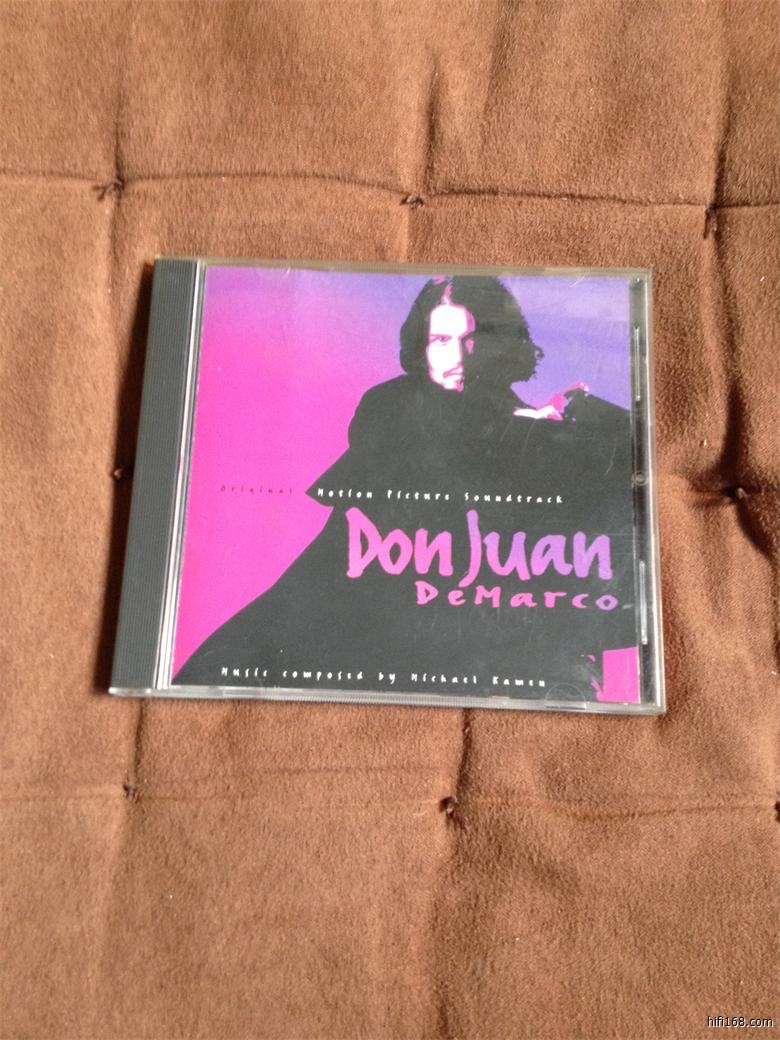 Original Motion Picture Soundtrack
Don Juan
DeMarco
Music composed by Michael Kamen
hifi168.com